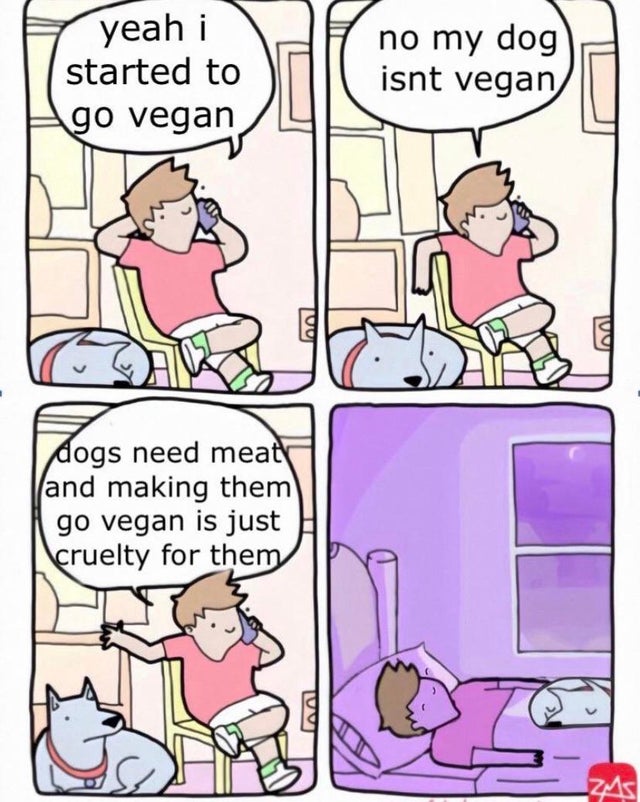 yeah i
started to
go vegan
no my dog
isnt vegan
dogs need meat
and making them
go vegan is just
cruelty for them
ZMS